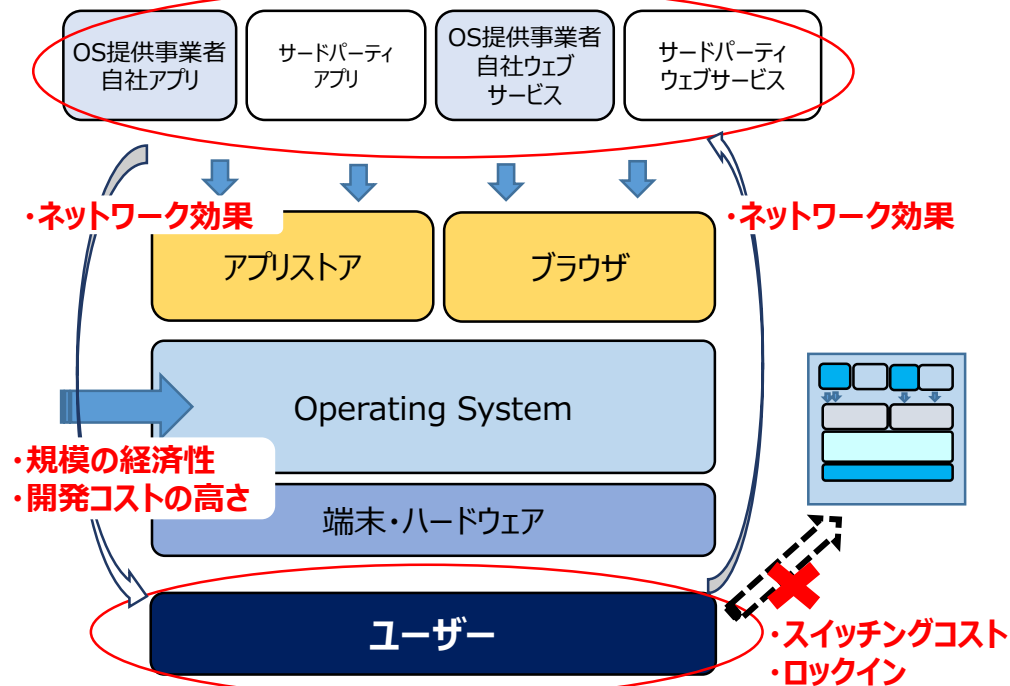 OS提供事業者
自社アプリ
サードパーティ
アプリ
OS提供事業者
自社ウェブ
サービス
サードパーティ
ウェブサービス
・ネットワーク効果
・ネットワーク効果
アプリストア
ブラウザ
Operating System
・規模の経済性
・開発コストの高さ
端末・ハードウェア
ユーザー
・スイッチングコスト
・ロックイン